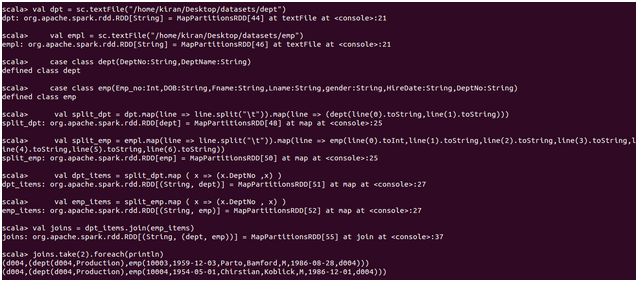 scala> val dpt = sc.textFile("/home/kiran/Desktop/datasets/dept")
dpt: org.apache.spark.rdd.RDD[String] = MapPartitionsRDD[44] at textFile at <console>:21
scala>     val empl = sc.textFile("/home/kiran/Desktop/datasets/emp")
empl: org.apache.spark.rdd.RDD[String] = MapPartitionsRDD[46] at textFile at <console>:21
scala>     case class dept(DeptNo:String,DeptName:String)
defined class dept
scala>     case class emp(Emp_no:Int,DOB:String,Fname:String,Lname:String,gender:String,HireDate:String,DeptNo:String)
defined class emp
scala>      val split_dpt = dpt.map(line => line.split("\t")).map(line => (dept(line(0).toString,line(1).toString)))
split_dpt: org.apache.spark.rdd.RDD[dept] = MapPartitionsRDD[48] at map at <console>:25
scala>      val split_emp = empl.map(line => line.split("\t")).map(line => emp(line(0).toInt,line(1).toString,line(2).toString,line(3).toString,l
ine(4).toString,line(5).toString,line(6).toString))
split_emp: org.apache.spark.rdd.RDD[emp] = MapPartitionsRDD[50] at map at <console>:25
scala>     val dpt_items = split_dpt.map ( x => (x.DeptNo ,x) )
dpt_items: org.apache.spark.rdd.RDD[(String, dept)] = MapPartitionsRDD[51] at map at <console>:27
scala>     val emp_items = split_emp.map ( x => (x.DeptNo , x) )
emp_items: org.apache.spark.rdd.RDD[(String, emp)] = MapPartitionsRDD[52] at map at <console>:27
scala> val joins = dpt_items.join(emp_items)
joins: org.apache.spark.rdd.RDD[(String, (dept, emp))] = MapPartitionsRDD[55] at join at <console>:37
scala> joins.take(2).foreach(println)
(d004,(dept(d004,Production),emp(10003,1959-12-03,Parto,Bamford,M,1986-08-28,d004)))
(d004,(dept(d004,Production),emp(10004,1954-05-01,Chirstian,Koblick,M,1986-12-01,d004)))